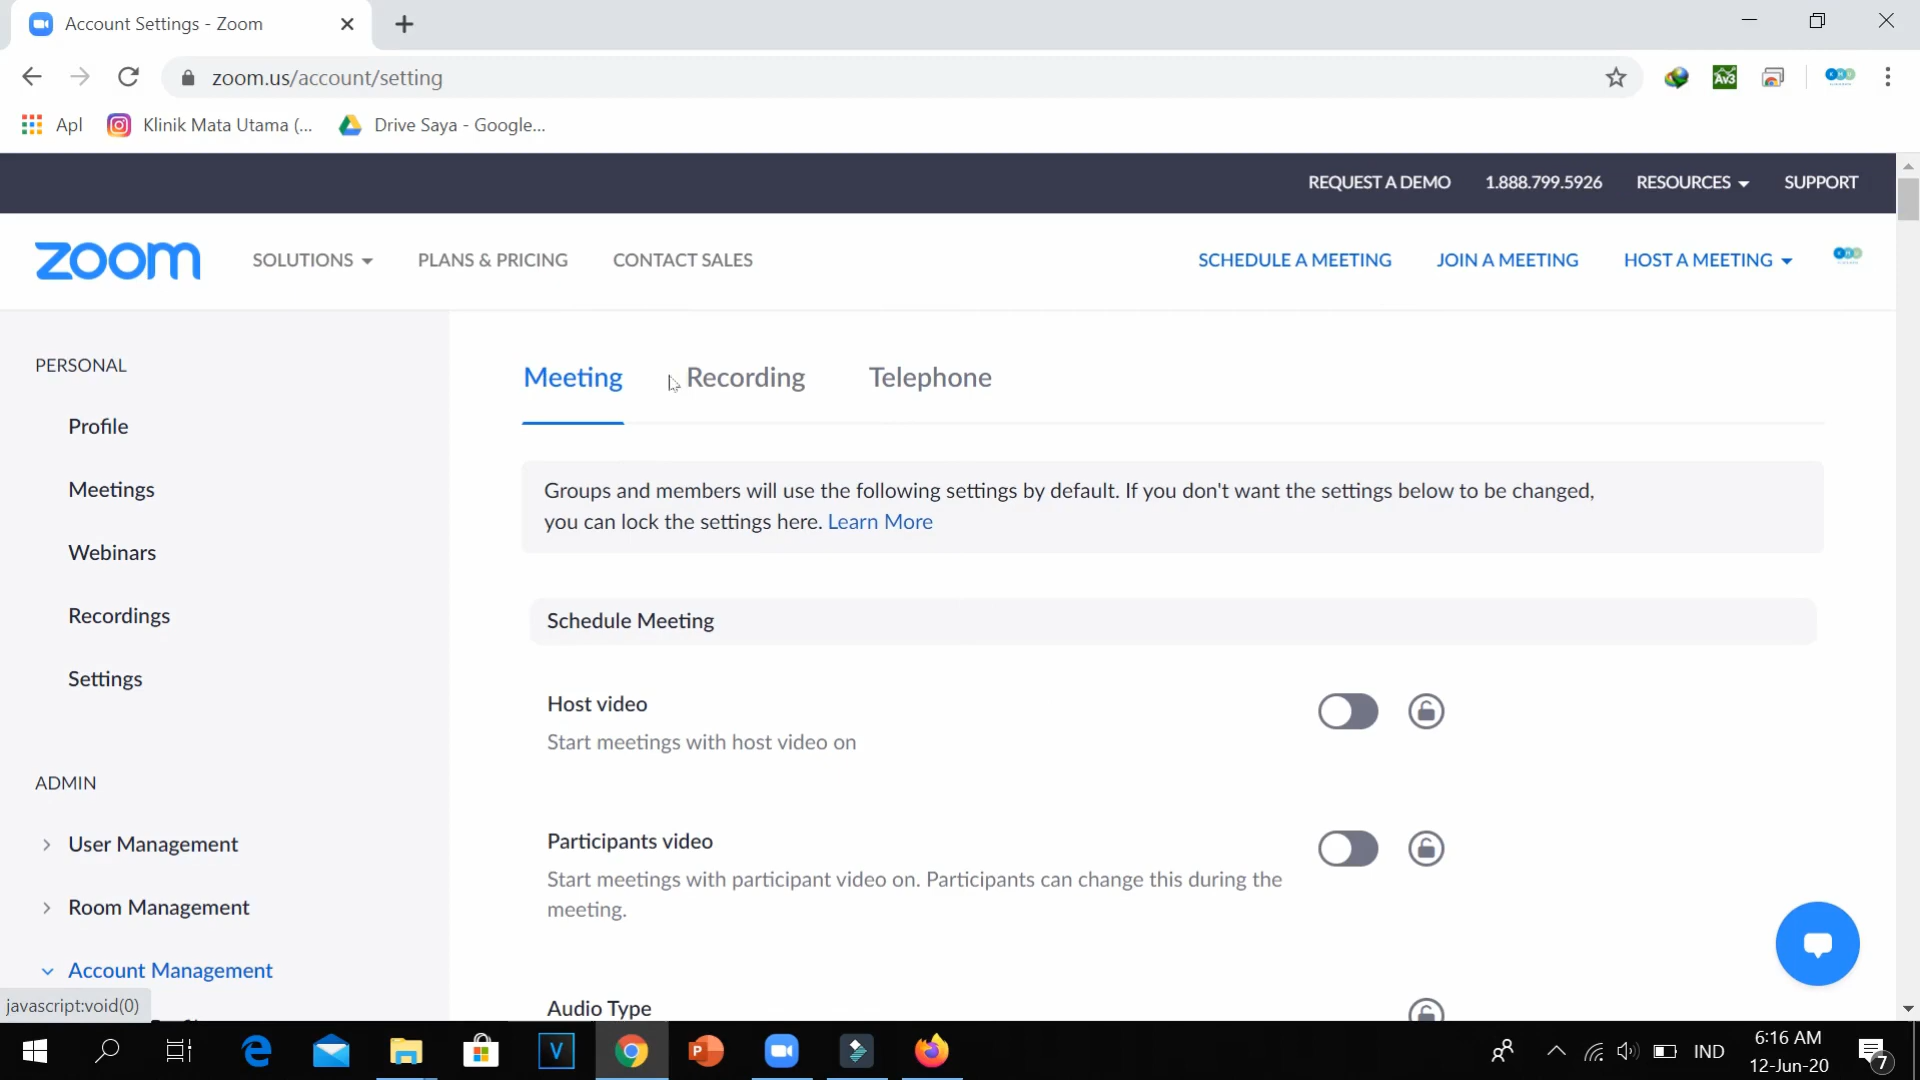 Account Settings - Zoom
zoom.us/account/setting
Av3
Apl
Klinik Mata Utama (...
Drive Saya - Google...
REQUEST A DEMO
1.888.799.5926
RESOURCES
SUPPORT
zoom
SOLUTIONS
PLANS & PRICING
CONTACT SALES
SCHEDULE A MEETING
JOIN A MEETING
HOST A MEETING
PERSONAL
Profile
Meetings
Webinars
Recordings
Settings
ADMIN
User Management
Room Management
Account Management
Meeting
Recording
Telephone
Groups and members will use the following settings by default. If you don't want the settings below to be changed,
you can lock the settings here. Learn More
Schedule Meeting
Host video
Start meetings with host video on
Participants video
Start meetings with participant video on. Participants can change this during the
meeting.
Audio Type
javascript:void(0)
V
P
IND
6:16 AM
12-Jun-20
7